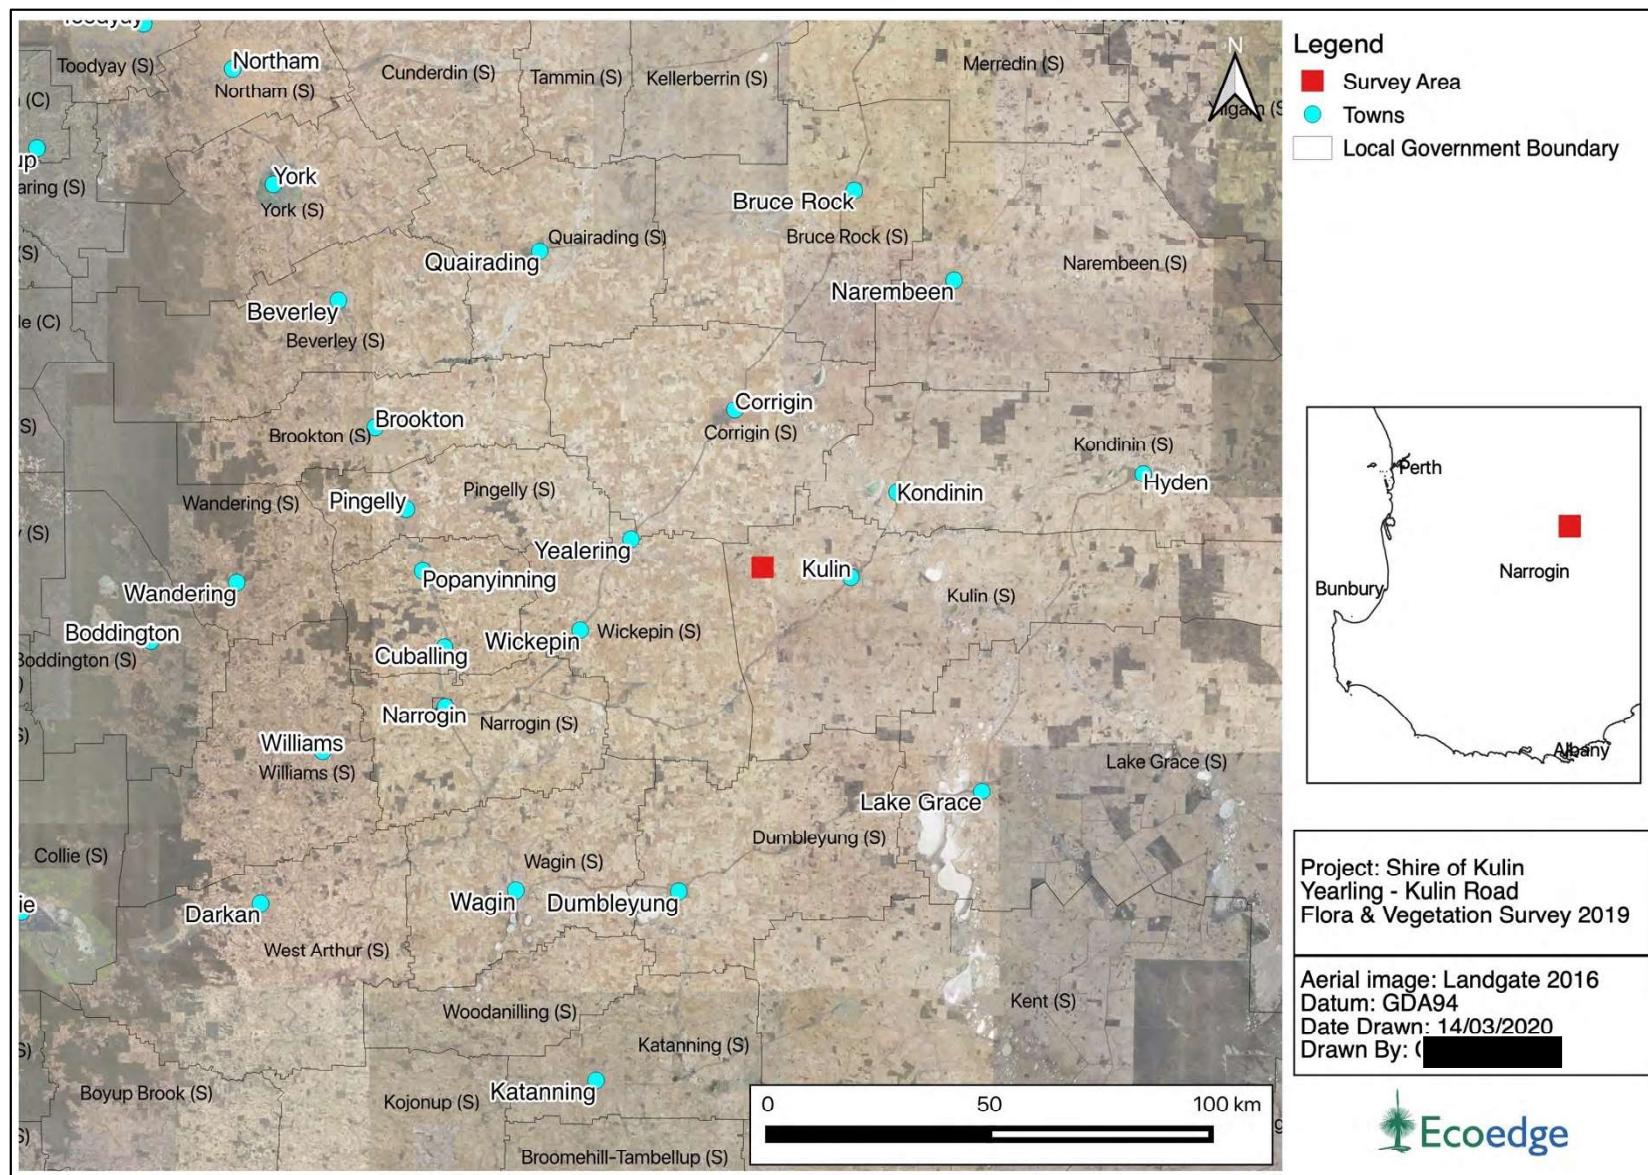 Toodyay
Northam
Toodyay (S)
Northam (S)
Cunderdin (S)
Tammin (S)
Kellerberrin (S)
Merredin (S)
York
York (S)
Bruce Rock
Bruce Rock (S)
Quairading
Quairading (S)
Narembeen
Narembeen (S)
Beverley
Beverley (S)
Corrigin
Corrigin (S)
Brookton
Brookton (S)
Kondinin (S)
Hyden
Kondinin
Wandering (S)
Pingelly
Pingelly (S)
Yealering
Kulin
Kulin (S)
Popanyinning
Wandering
Boddington
Boddington (S)
Wickepin
Wickepin (S)
Cuballing
Narrogin
Narrogin (S)
Williams
Williams (S)
Lake Grace (S)
Lake Grace
Dumbleyung (S)
Collie (S)
Wagin (S)
Wagin
Dumbleyung
Darkan
West Arthur (S)
Woodanilling (S)
Kent (S)
Katanning (S)
Katanning
Boyup Brook (S)
Kojonup (S)
Broomehill-Tambellup (S)
0 50 100 km
N
Legend
Survey Area
Towns
Local Government Boundary
Perth
Narrogin
Bunbury
Albany
Project: Shire of Kulin
Yearling - Kulin Road
Flora & Vegetation Survey 2019
Aerial image: Landgate 2016
Datum: GDA94
Date Drawn: 14/03/2020
Drawn By: (
Ecoedge